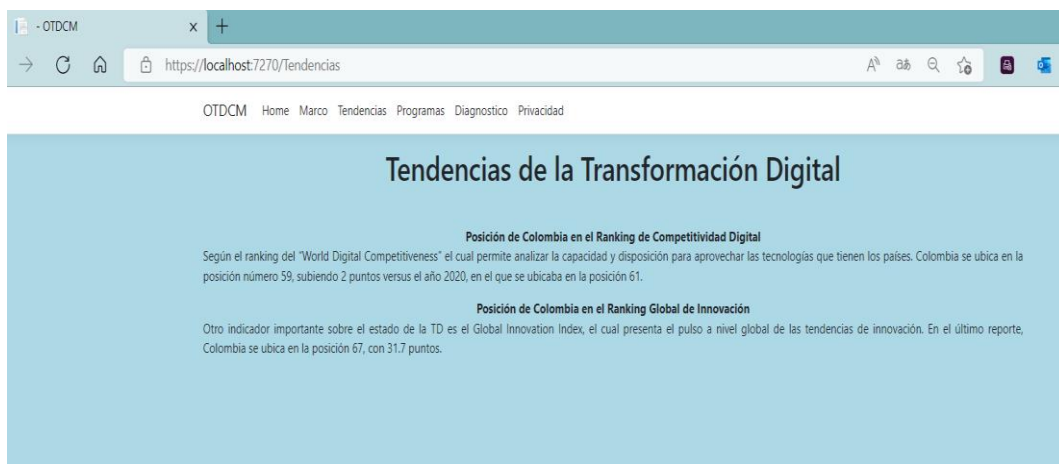 - OTDCM
https://localhost:7270/Tendencias
OTDCM Home Marco Tendencias Programas Diagnostico Privacidad
Tendencias de la Transformación Digital
Posición de Colombia en el Ranking de Competitividad Digital
Según el ranking del "World Digital Competitiveness" el cual permite analizar la capacidad y disposición para aprovechar las tecnologías que tienen los países. Colombia se ubica en la
posición número 59, subiendo 2 puntos versus el año 2020, en el que se ubicaba en la posición 61.
Posición de Colombia en el Ranking Global de Innovación
Otro indicador importante sobre el estado de la TD es el Global Innovation Index, el cual presenta el pulso a nivel global de las tendencias de innovación. En el último reporte,
Colombia se ubica en la posición 67, con 31.7 puntos.